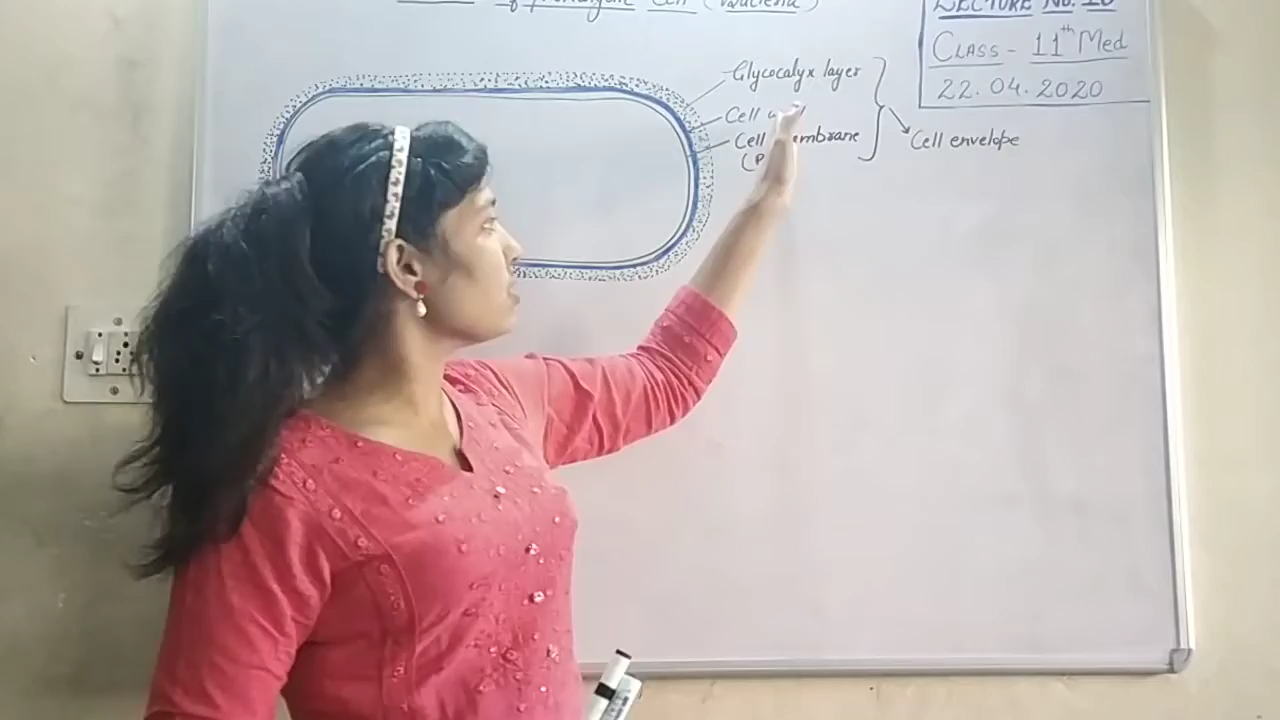 of prokaryotic Cell (Bacteria)
LECTURE No. 10
CLASS - 11th Med
22.04.2020
Glycocalyx layer
Cell
Cell membrane
Cell envelope